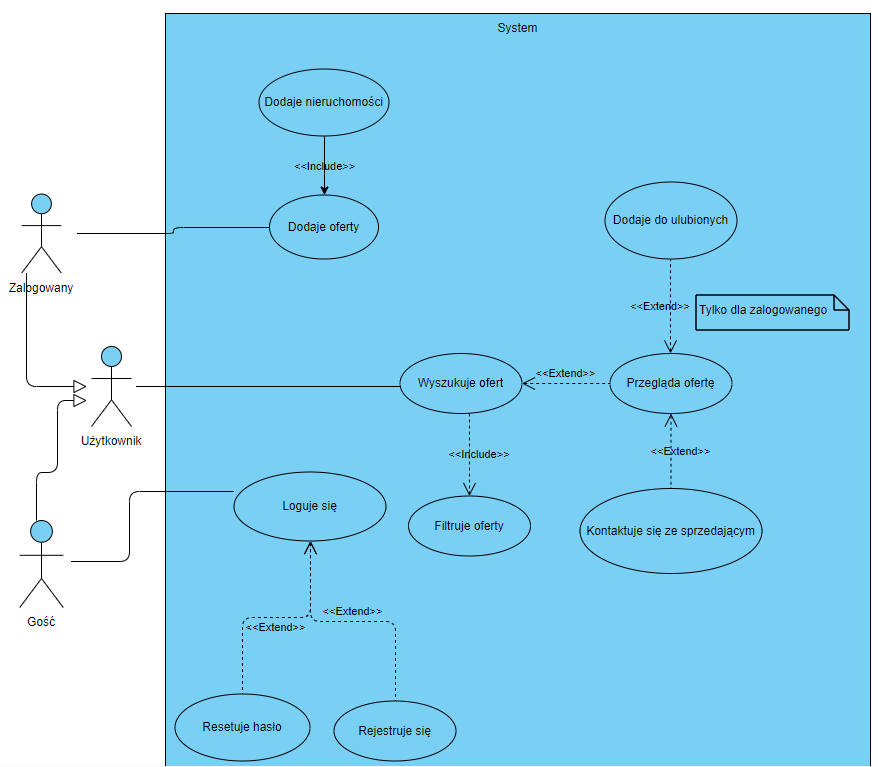 System
Dodaje nieruchomości
<<Include>>
Dodaje oferty
Zalogowany
Dodaje do ulubionych
<<Extend>>
Tylko dla zalogowanego
Użytkownik
Wyszukuje ofert
<<Extend>>
Przegląda ofertę
<<Include>>
<<Extend>>
Loguje się
Filtruje oferty
Kontaktuje się ze sprzedającym
Gość
<<Extend>>
<<Extend>>
Resetuje hasło
Rejestruje się